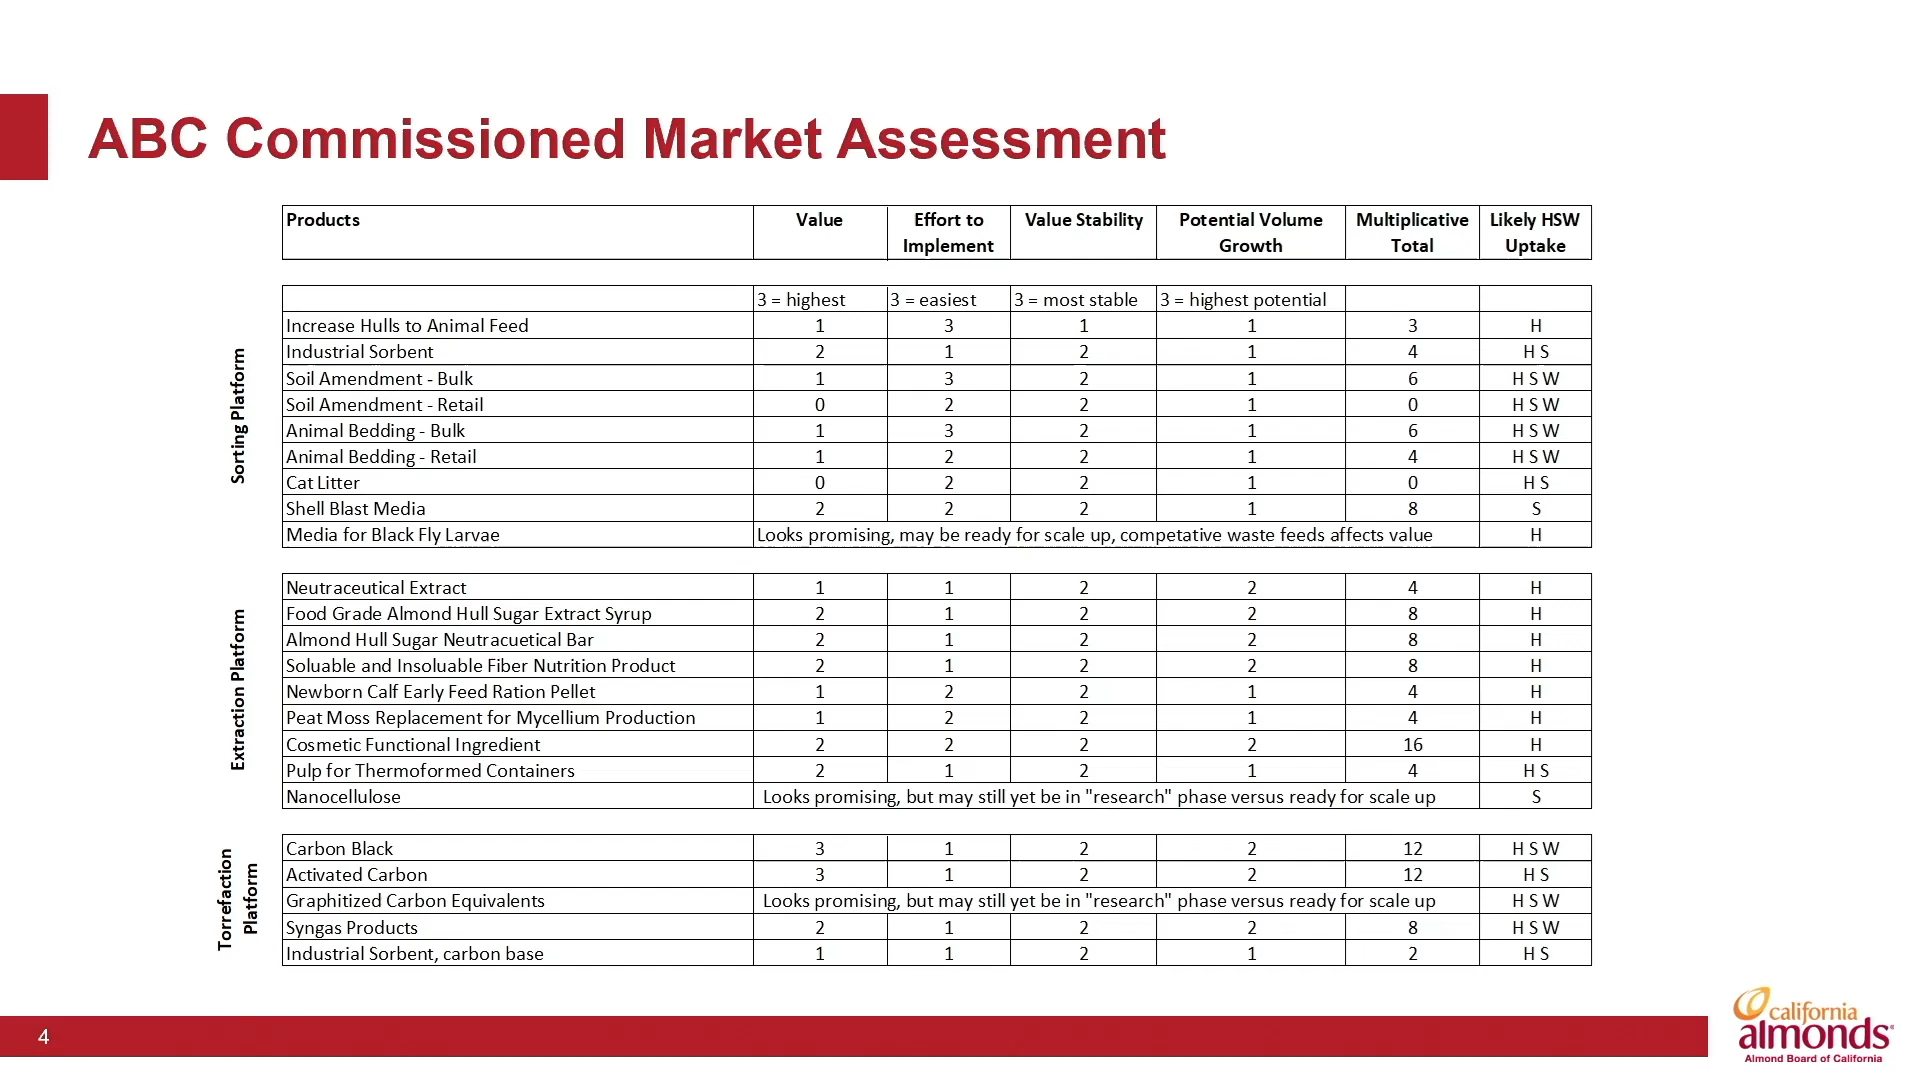 ABC Commissioned Market Assessment
Products Value Effort to Implement Value Stability Potential Volume Growth Multiplicative Total Likely HSW Uptake
3 = highest 3 = easiest 3 = most stable 3 = highest potential
Sorting Platform
Increase Hulls to Animal Feed 1 3 1 1 3 H
Industrial Sorbent 2 1 2 1 4 H S
Soil Amendment - Bulk 1 3 2 1 6 H S W
Soil Amendment - Retail 0 2 2 1 0 H S W
Animal Bedding - Bulk 1 3 2 1 6 H S W
Animal Bedding - Retail 1 2 2 1 4 H S W
Cat Litter 0 2 2 1 0 H S
Shell Blast Media 2 2 2 1 8 S
Media for Black Fly Larvae Looks promising, may be ready for scale up, competative waste feeds affects value H
Extraction Platform
Neutraceutical Extract 1 1 2 2 4 H
Food Grade Almond Hull Sugar Extract Syrup 2 1 2 2 8 H
Almond Hull Sugar Neutracuetical Bar 2 1 2 2 8 H
Soluable and Insoluable Fiber Nutrition Product 2 1 2 2 8 H
Newborn Calf Early Feed Ration Pellet 1 2 2 1 4 H
Peat Moss Replacement for Mycellium Production 1 2 2 1 4 H
Cosmetic Functional Ingredient 2 2 2 2 16 H
Pulp for Thermoformed Containers 2 1 2 1 4 H S
Nanocellulose Looks promising, but may still yet be in "research" phase versus ready for scale up S
Torrefaction Platform
Carbon Black 3 1 2 2 12 H S W
Activated Carbon 3 1 2 2 12 H S
Graphitized Carbon Equivalents Looks promising, but may still yet be in "research" phase versus ready for scale up H S W
Syngas Products 2 1 2 2 8 H S W
Industrial Sorbent, carbon base 1 1 2 1 2 H S
4
california
almonds®
Almond Board of California